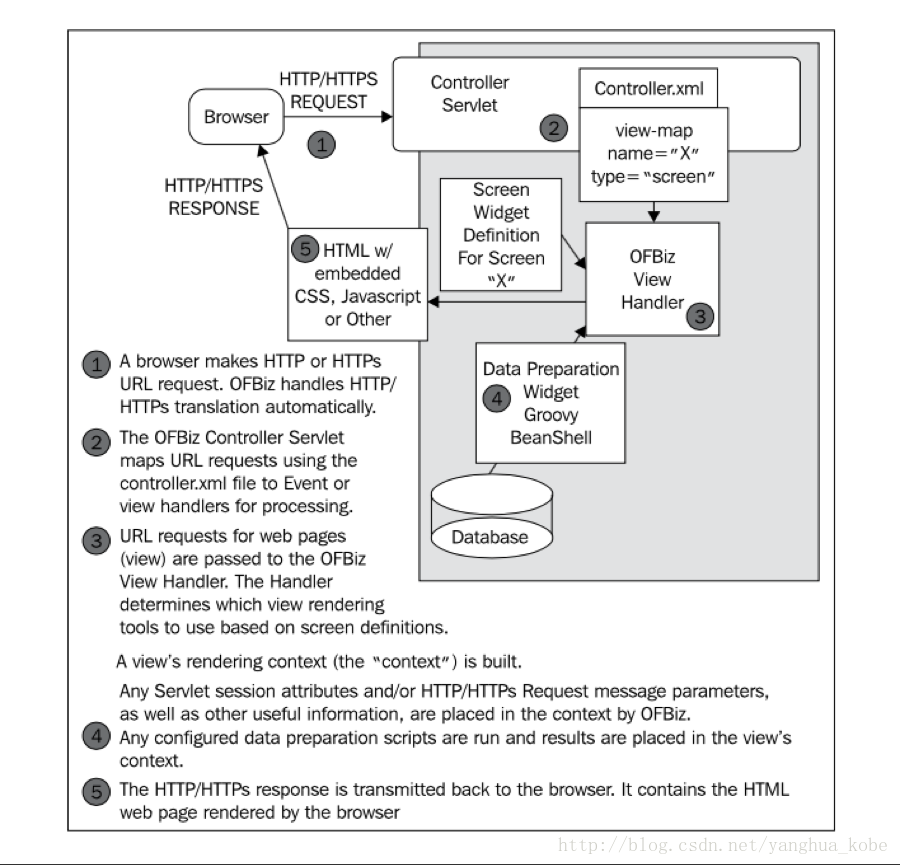 HTTP/HTTPS
REQUEST
Browser
1
Controller
Servlet
2
Controller.xml
view-map
name="X"
type="screen"
HTTP/HTTPS
RESPONSE
Screen
Widget
Definition
For Screen
"X"
OFBiz
View
Handler
3
5
HTML w/
embedded
CSS, Javascript
or Other
Data Preparation
4
Widget
Groovy
BeanShell
Database
1 A browser makes HTTP or HTTPs
URL request. OFBiz handles HTTP/
HTTPs translation automatically.
2 The OFBiz Controller Servlet
maps URL requests using the
controller.xml file to Event or
view handlers for processing.
3 URL requests for web pages
(view) are passed to the OFBiz
View Handler. The Handler
determines which view rendering
tools to use based on screen definitions.
A view's rendering context (the "context") is built.
Any Servlet session attributes and/or HTTP/HTTPs Request message parameters,
as well as other useful information, are placed in the context by OFBiz.
4 Any configured data preparation scripts are run and results are placed in the view's
context.
5 The HTTP/HTTPs response is transmitted back to the browser. It contains the HTML
web page rendered by the browser
http://blog.csdn.net/yanghua_kobe